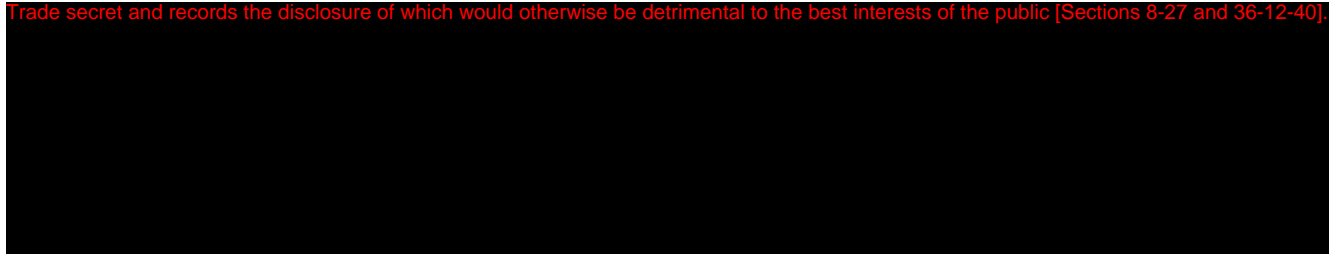 Trade secret and records the disclosure of which would otherwise be detrimental to the best interests of the public [Sections 8-27 and 36-12-40].